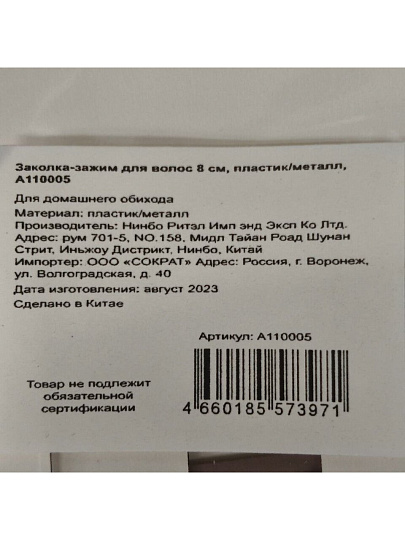 Заколка-зажим для волос 8 см, пластик/металл,
А110005
Для домашнего обихода
Материал: пластик/металл
Производитель: Нинбо Ритэл Имп энд Эксп Ко Лтд.
Адрес: рум 701-5, NO.158, Мидл Тайан Роад Шунан
Стрит, Иньжоу Дистрикт, Нинбо, Китай
Импортер: ООО «СОКРАТ» Адрес: Россия, г. Воронеж,
ул. Волгоградская, д. 40
Дата изготовления: август 2023
Сделано в Китае
Артикул: А110005
Товар не подлежит
обязательной
сертификации
4 660185 573971